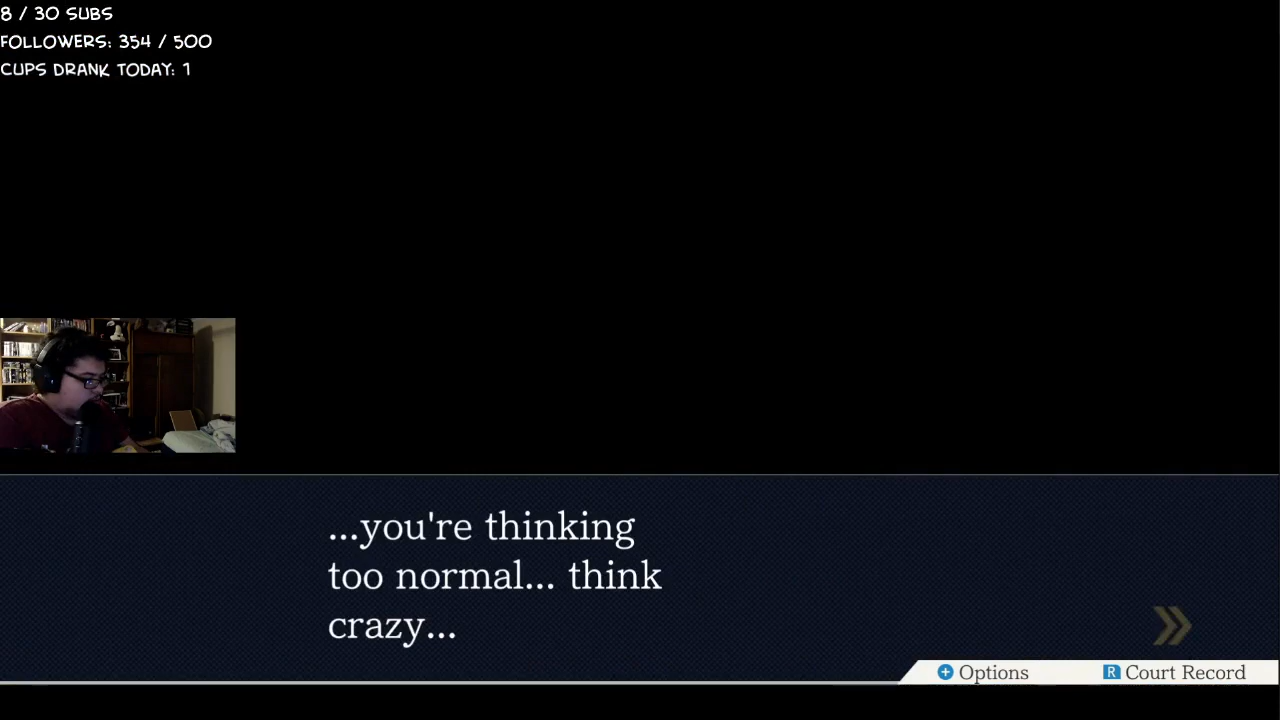 8 / 30 SUBS
FOLLOWERS: 354 / 500
CUPS DRANK TODAY: 1
...you're thinking
too normal... think
crazy...
+ Options
R Court Record